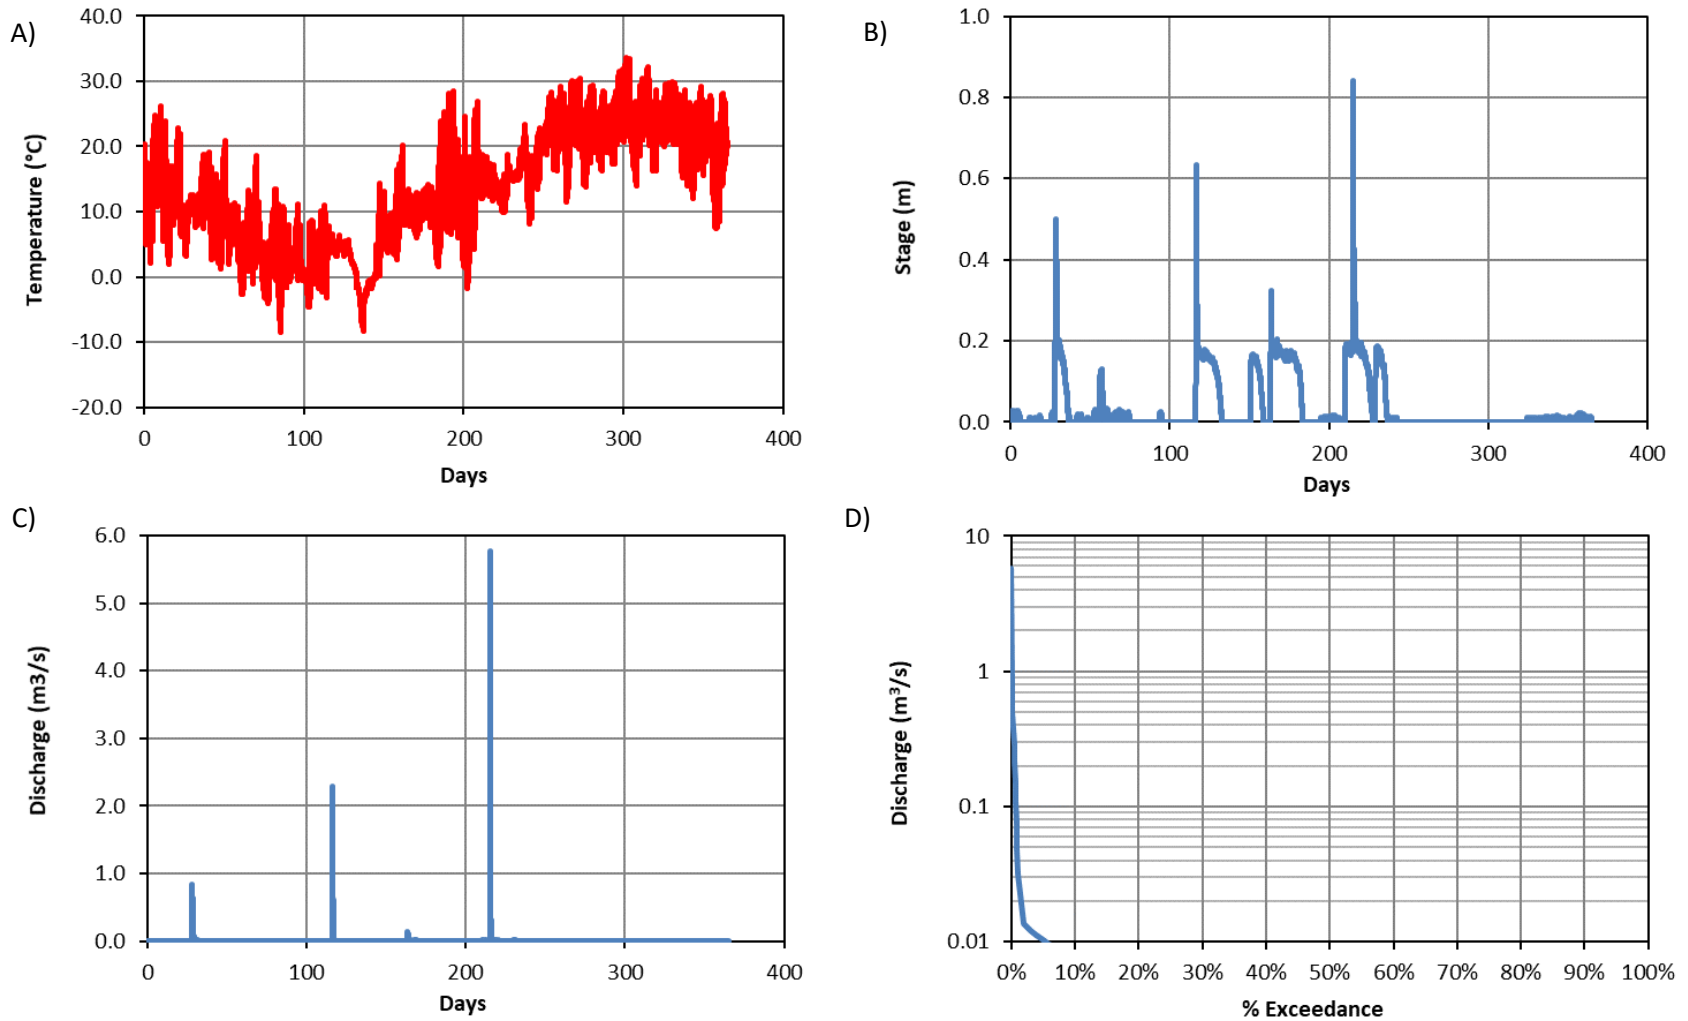 A)
40.0
30.0
20.0
10.0
0.0
-10.0
-20.0
Temperature (°C)
0 100 200 300 400
Days
B)
1.0
0.8
0.6
0.4
0.2
0.0
Stage (m)
0 100 200 300 400
Days
C)
6.0
5.0
4.0
3.0
2.0
1.0
0.0
Discharge (m3/s)
0 100 200 300 400
Days
D)
10
1
0.1
0.01
Discharge (m³/s)
0% 10% 20% 30% 40% 50% 60% 70% 80% 90% 100%
% Exceedance